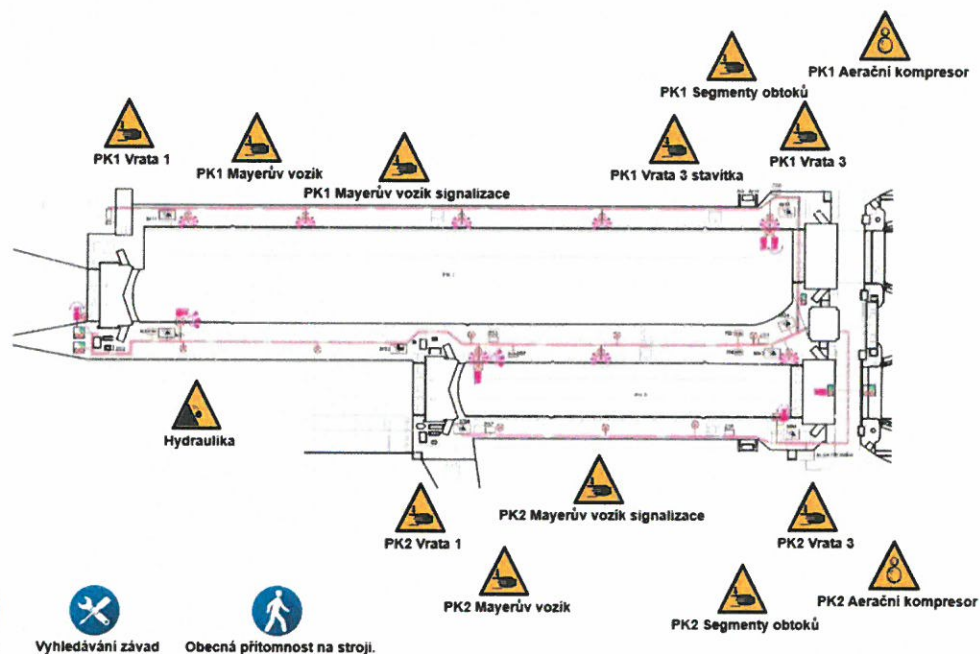 PK1 Aerační kompresor
PK1 Segmenty obtoků
PK1 Vrata 1
PK1 Mayerův vozík
PK1 Mayerův vozík signalizace
PK1 Vrata 3 stavítka
PK1 Vrata 3
Hydraulika
PK2 Mayerův vozík signalizace
PK2 Vrata 1
PK2 Vrata 3
PK2 Mayerův vozík
PK2 Segmenty obtoků
PK2 Aerační kompresor
Vyhledávání závad
Obecná přítomnost na stroji.